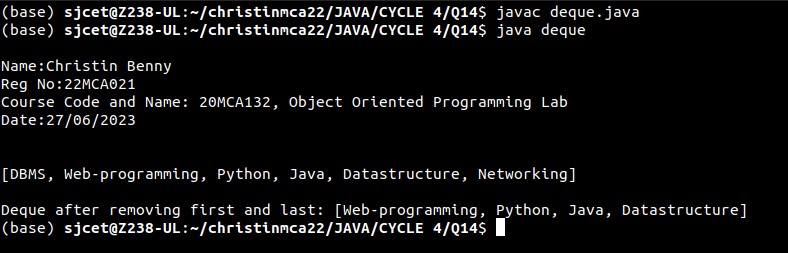 (base) sjcet@Z238-UL:~/christinmca22/JAVA/CYCLE 4/Q14$ javac deque.java
(base) sjcet@Z238-UL:~/christinmca22/JAVA/CYCLE 4/Q14$ java deque
Name:Christin Benny
Reg No:22MCA021
Course Code and Name: 20MCA132, Object Oriented Programming Lab
Date:27/06/2023
[DBMS, Web-programming, Python, Java, Datastructure, Networking]
Deque after removing first and last: [Web-programming, Python, Java, Datastructure]
(base) sjcet@Z238-UL:~/christinmca22/JAVA/CYCLE 4/Q14$